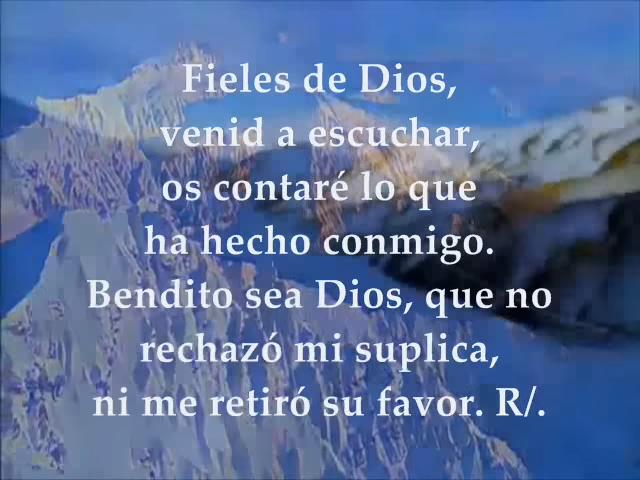 Fieles de Dios,
venid a escuchar,
os contaré lo que
ha hecho conmigo.
Bendito sea Dios, que no
rechazó mi suplica,
ni me retiró su favor. R/.